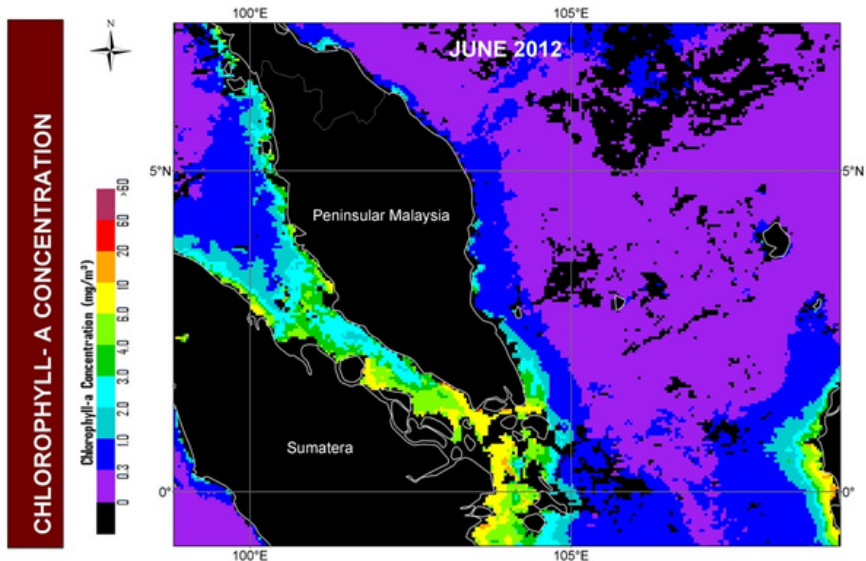 100°E
105°E
N
JUNE 2012
CHLOROPHYLL- A CONCENTRATION
Chlorophyll-a Concentration (mg/m³)
>60
60
20
10
6.0
4.0
3.0
2.0
1.0
0.3
0
5°N
5°
Peninsular Malaysia
Sumatera
0°
0°
100°E
105°E